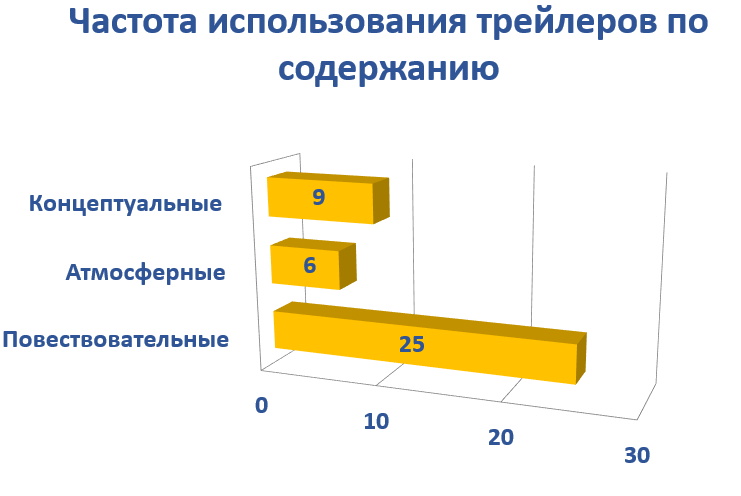 Частота использования трейлеров по
содержанию
Концептуальные
9
Атмосферные
6
Повествовательные
25
0
10
20
30